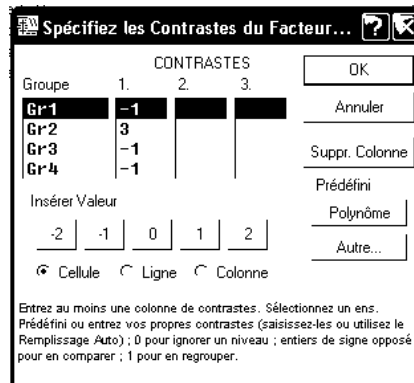 Spécifiez les Contrastes du Facteur...
CONTRASTES
Groupe 1. 2. 3.
Gr1 -1
Gr2 3
Gr3 -1
Gr4 -1
Insérer Valeur
-2 -1 0 1 2
Cellule Ligne Colonne
OK
Annuler
Suppr. Colonne
Prédéfini
Polynôme
Autre...
Entrez au moins une colonne de contrastes. Sélectionnez un ens.
Prédéfini ou entrez vos propres contrastes (saisissez-les ou utilisez le
Remplissage Auto) ; 0 pour ignorer un niveau ; entiers de signe opposé
pour en comparer ; 1 pour en regrouper.